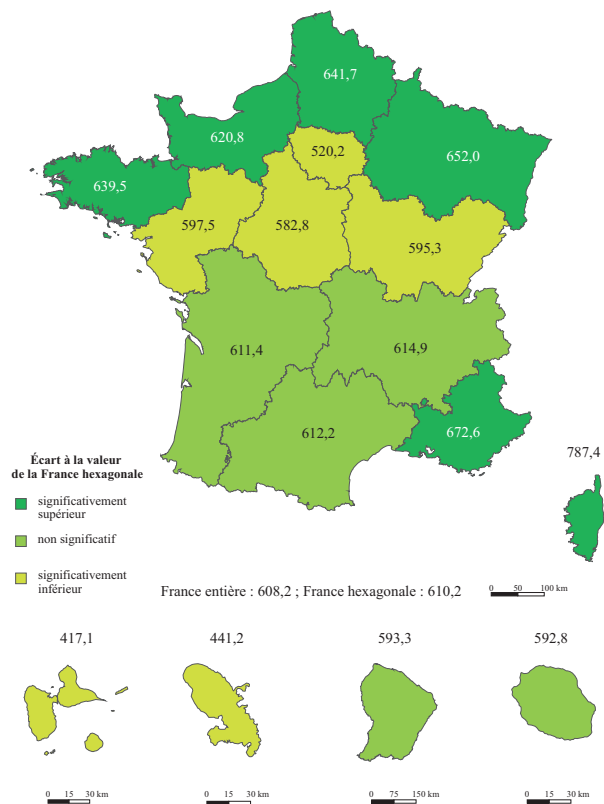 641,7
620,8
520,2
652,0
639,5
597,5
582,8
595,3
611,4
614,9
612,2
672,6
787,4
Écart à la valeur
de la France hexagonale
significativement
supérieur
non significatif
significativement
inférieur
France entière : 608,2 ; France hexagonale : 610,2
0 50 100 km
417,1
441,2
593,3
592,8
0 15 30 km
0 15 30 km
0 75 150 km
0 15 30 km